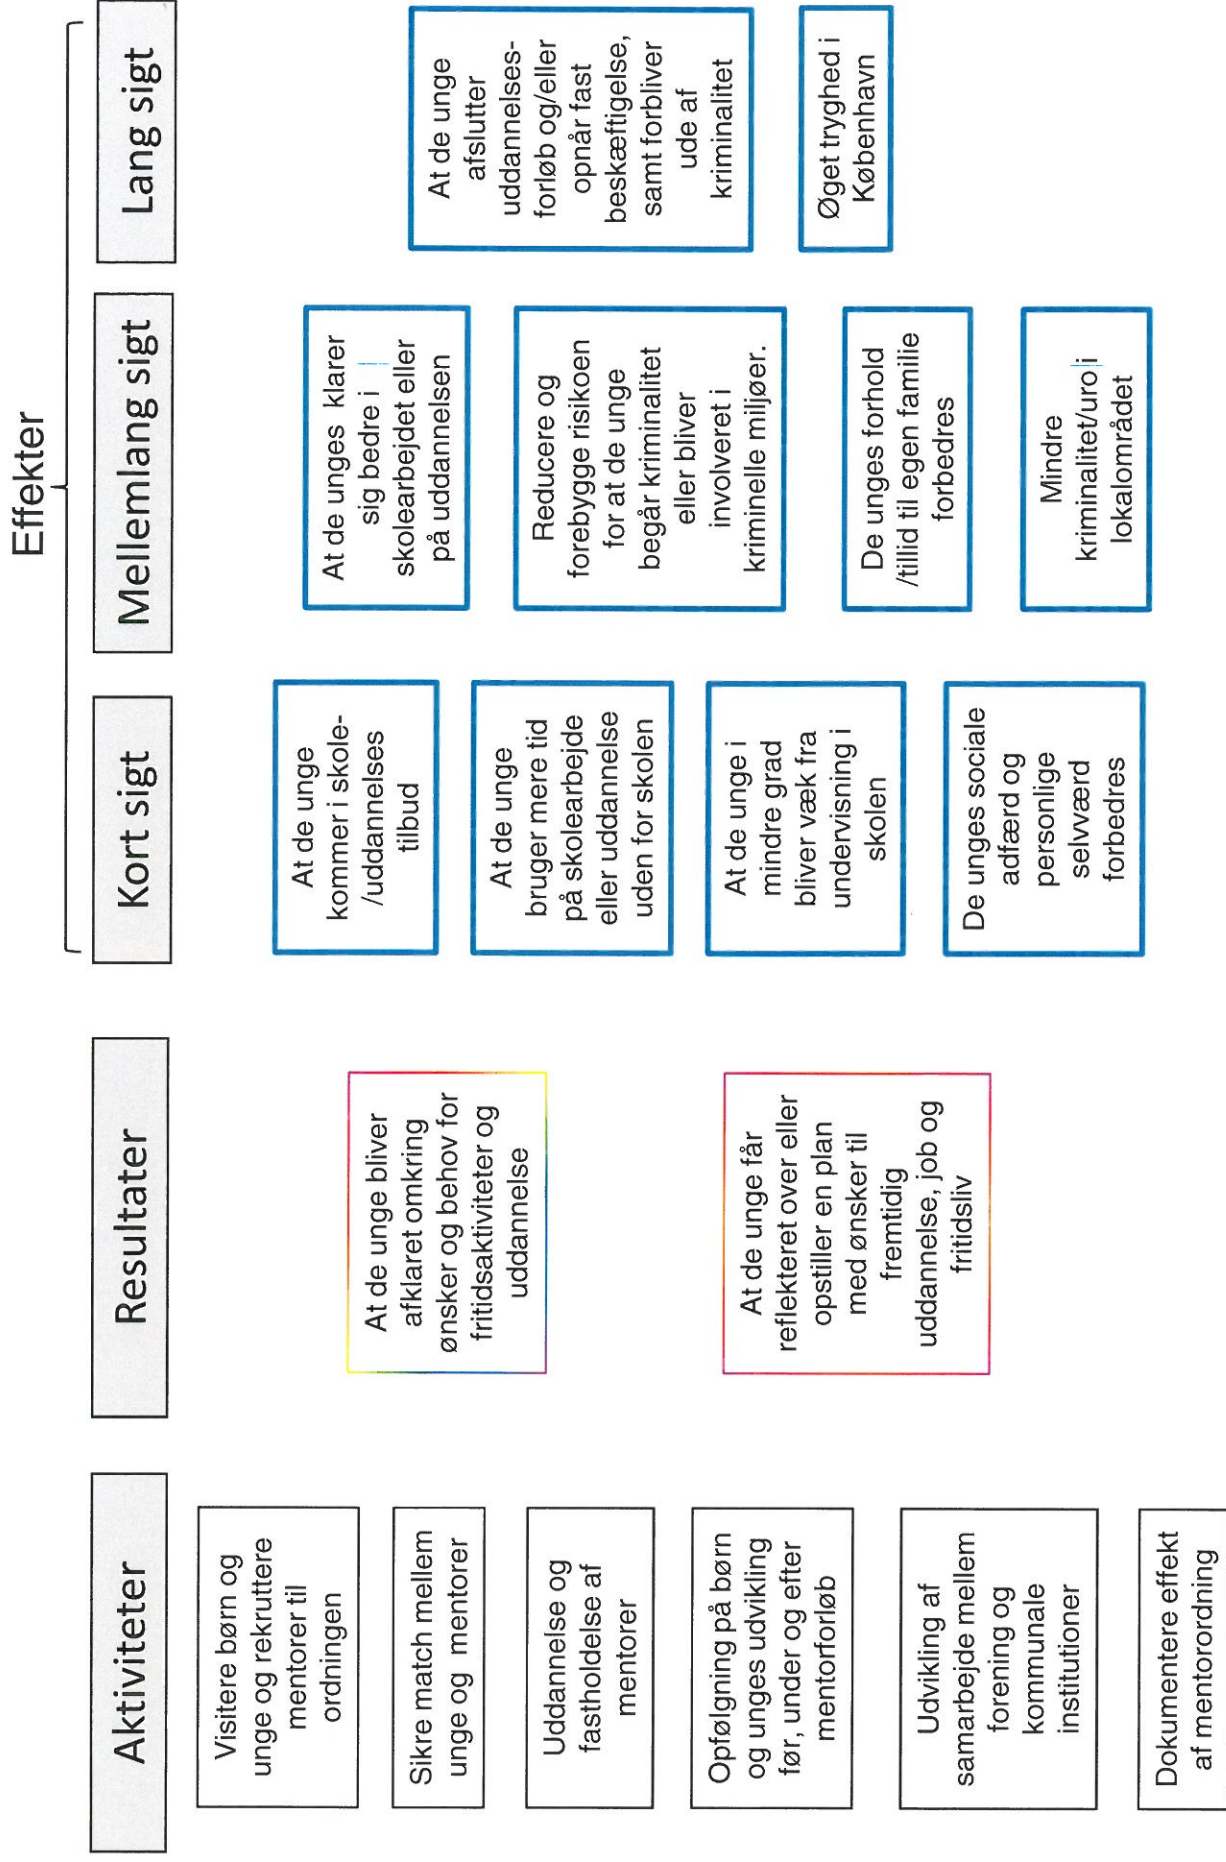 Effekter
Aktiviteter
Resultater
Kort sigt
Mellemlang sigt
Lang sigt
Visitere børn og
unge og rekruttere
mentorer til
ordningen
Sikre match mellem
unge og mentorer
Uddannelse og
fastholdelse af
mentorer
Opfølgning på børn
og unges udvikling
før, under og efter
mentorforløb
Udvikling af
samarbejde mellem
forening og
kommunale
institutioner
Dokumentere effekt
af mentorordning
At de unge bliver
afklaret omkring
ønsker og behov for
fritidsaktiviteter og
uddannelse
At de unge får
reflekteret over eller
opstiller en plan
med ønsker til
fremtidig
uddannelse, job og
fritidsliv
At de unge
kommer i skole-
/uddannelses
tilbud
At de unge
bruger mere tid
på skolearbejde
eller uddannelse
uden for skolen
At de unge i
mindre grad
bliver væk fra
undervisning i
skolen
De unges sociale
adfærd og
personlige
selvværd
forbedres
At de unges klarer
sig bedre i
skolearbejdet eller
på uddannelsen
Reducere og
forebygge risikoen
for at de unge
begår kriminalitet
eller bliver
involveret i
kriminelle miljøer.
De unges forhold
/tillid til egen familie
forbedres
Mindre
kriminalitet/uro i
lokalområdet
At de unge
afslutter
uddannelses-
forløb og/eller
opnår fast
beskæftigelse,
samt forbliver
ude af
kriminalitet
Øget tryghed i
København